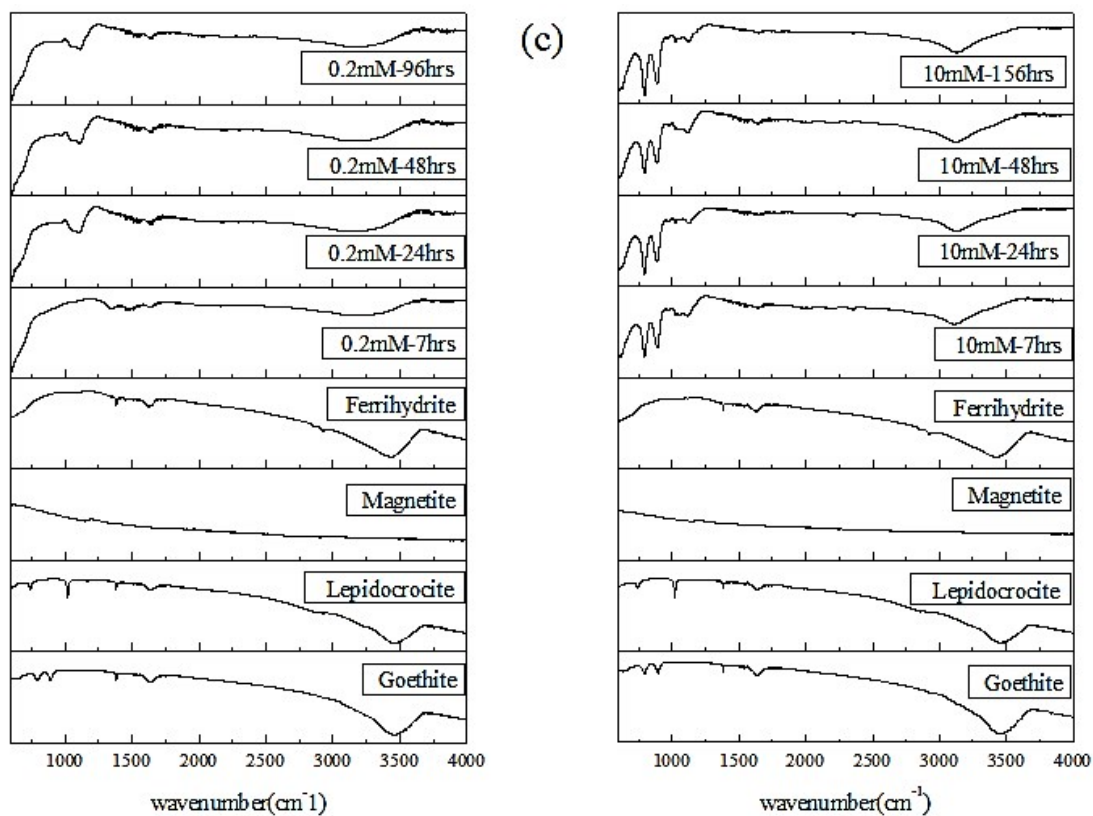 (c)
0.2mM-96hrs
0.2mM-48hrs
0.2mM-24hrs
0.2mM-7hrs
Ferrihydrite
Magnetite
Lepidocrocite
Goethite
1000 1500 2000 2500 3000 3500 4000
wavenumber(cm-1)
10mM-156hrs
10mM-48hrs
10mM-24hrs
10mM-7hrs
Ferrihydrite
Magnetite
Lepidocrocite
Goethite
1000 1500 2000 2500 3000 3500 4000
wavenumber(cm-1)